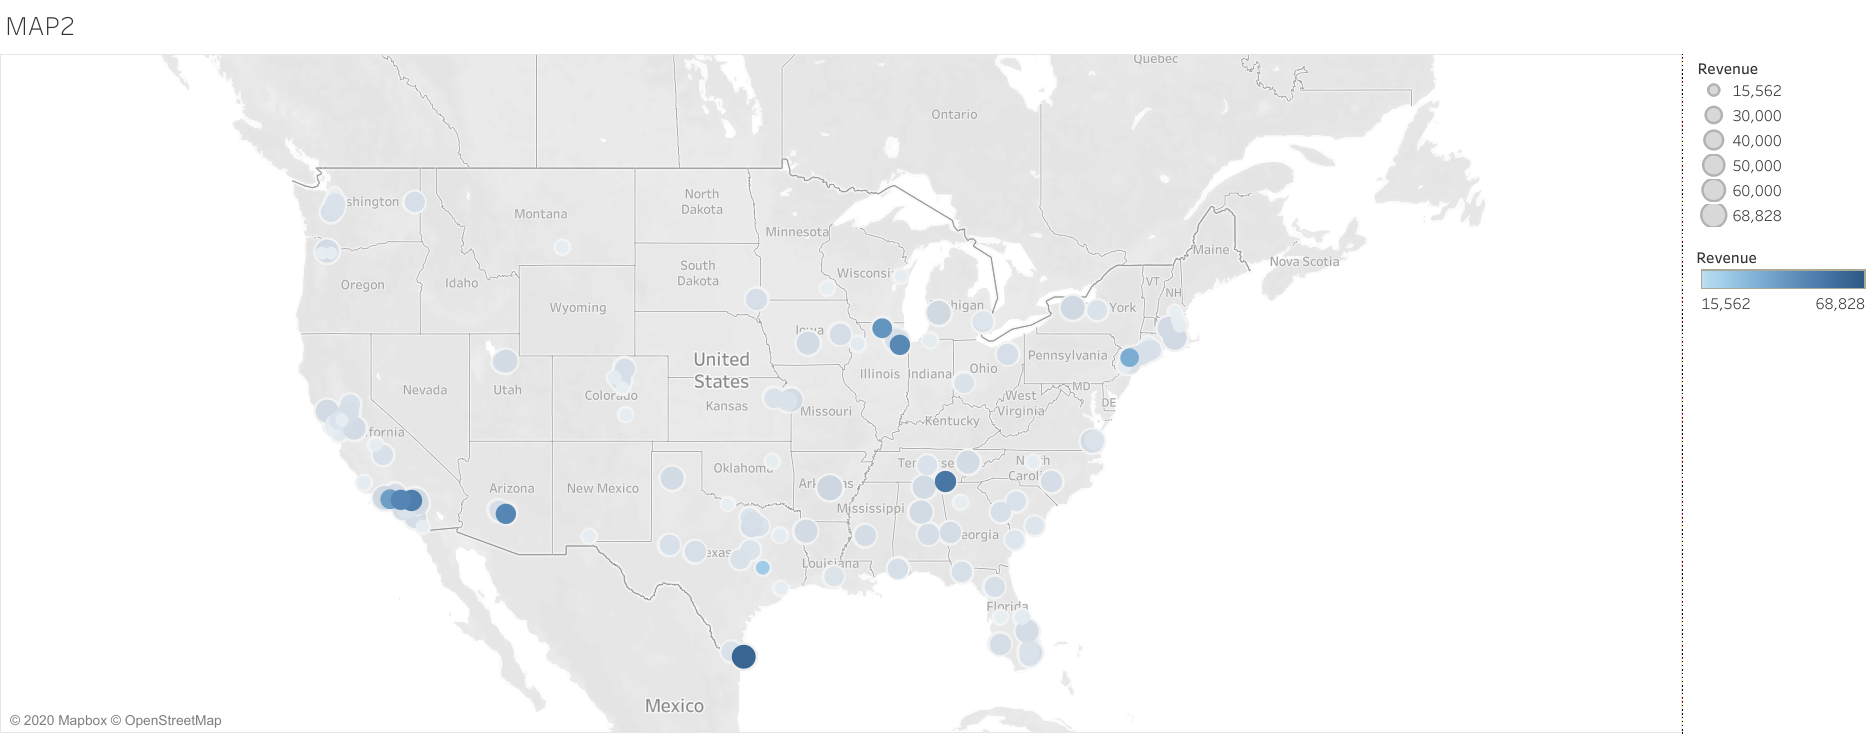 MAP2
Quebec
Ontario
shington
Montana
North
Dakota
Minnesota
Maine
Nova Scotia
Oregon
Idaho
South
Dakota
Wisconsi
VT
NH
Wyoming
higan
York
Iowa
United
States
Pennsylvania
Nevada
Utah
Colorado
Kansas
Missouri
Illinois
Indiana
Ohio
MD
DE
West
Virginia
Kentucky
fornia
Arizona
New Mexico
Oklahoma
Ark as
Ten se
N th
Carol
Mississippi
eorgia
exas
Louisiana
Florida
Mexico
© 2020 Mapbox © OpenStreetMap
Revenue
15,562
30,000
40,000
50,000
60,000
68,828
Revenue
15,562 68,828